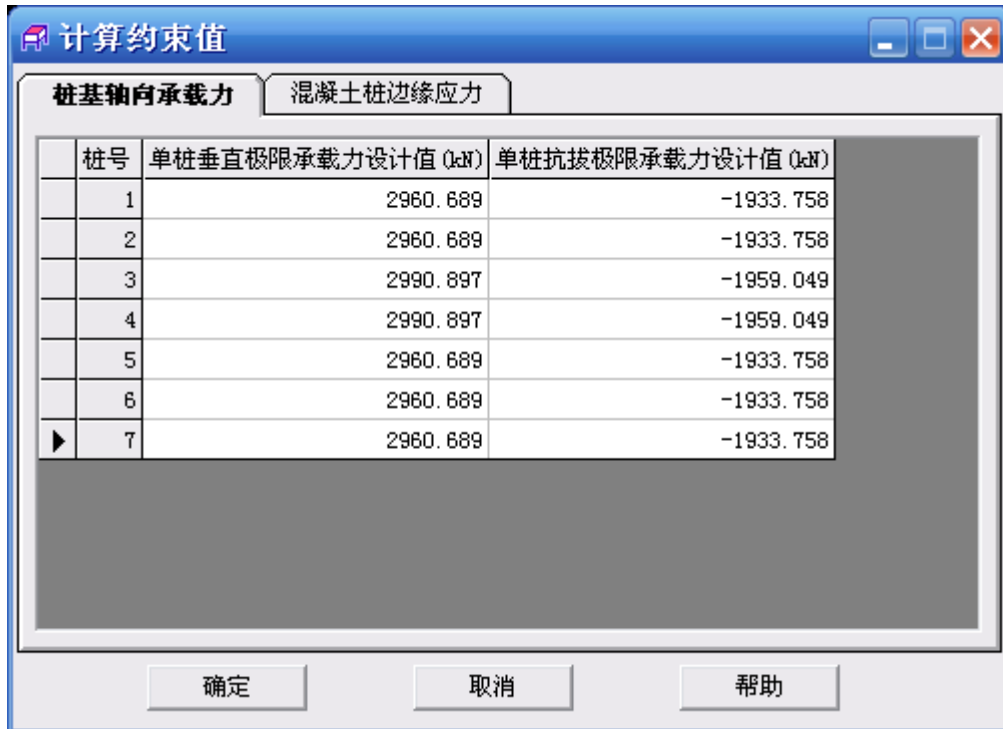 计算约束值
桩基轴向承载力 混凝土桩边缘应力
桩号 单桩垂直极限承载力设计值(kN) 单桩抗拔极限承载力设计值(kN)
1 2960.689 -1933.758
2 2960.689 -1933.758
3 2990.897 -1959.049
4 2990.897 -1959.049
5 2960.689 -1933.758
6 2960.689 -1933.758
7 2960.689 -1933.758
确定 取消 帮助